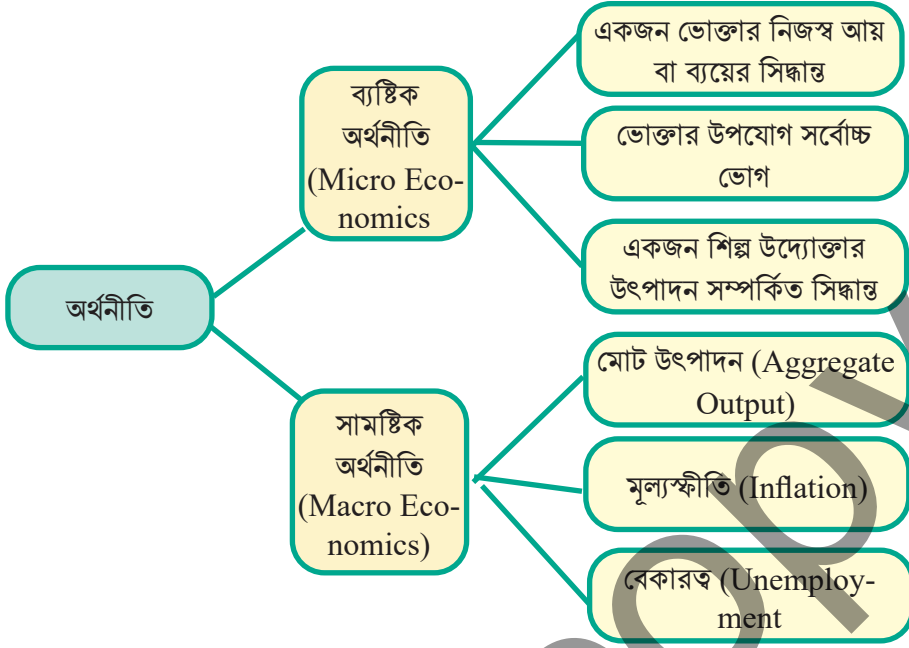 অর্থনীতি
ব্যষ্টিক
অর্থনীতি
(Micro Eco-
nomics
একজন ভোক্তার নিজস্ব আয়
বা ব্যয়ের সিদ্ধান্ত
ভোক্তার উপযোগ সর্বোচ্চ
ভোগ
একজন শিল্প উদ্যোক্তার
উৎপাদন সম্পর্কিত সিদ্ধান্ত
সামষ্টিক
অর্থনীতি
(Macro Eco-
nomics)
মোট উৎপাদন (Aggregate
Output)
মূল্যস্ফীতি (Inflation)
বেকারত্ব (Unemploy-
ment